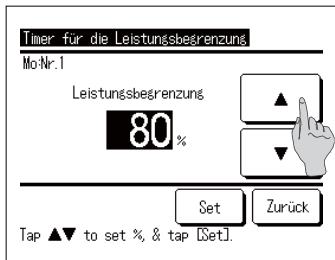 Timer für die Leistungsbegrenzung
Mo:Nr.1
Leistungsbegrenzung
80 %
▲
▼
Set
Zurück
Tap ▲▼ to set %, & tap [Set].